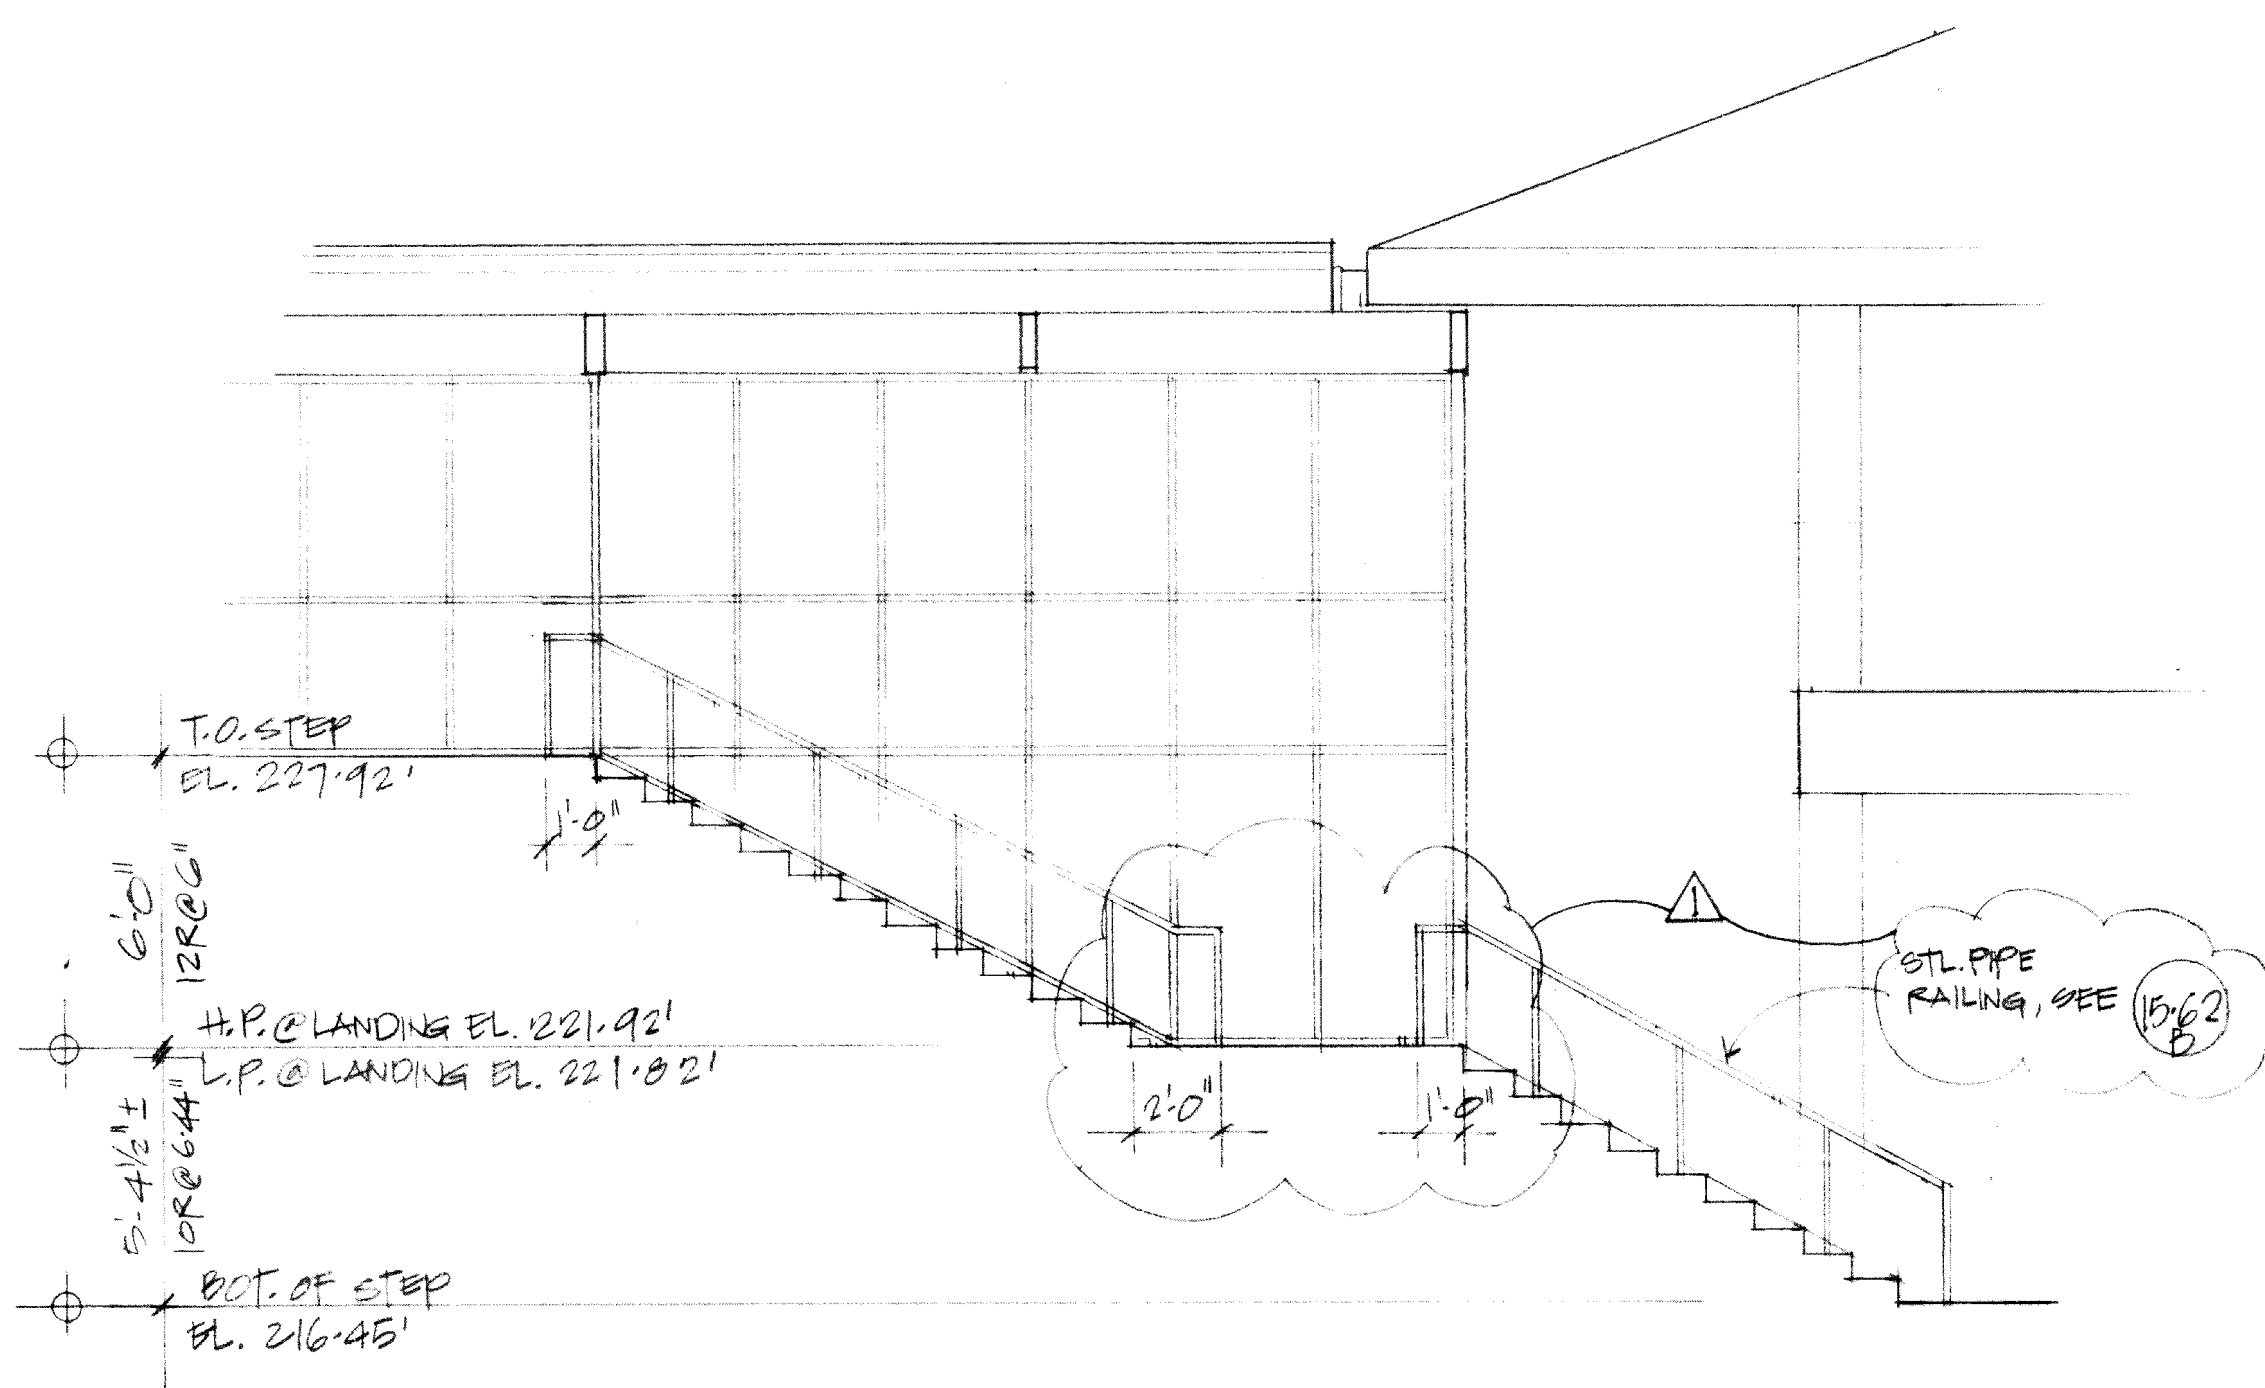 T.O. STEP
EL. 227.92'
1'-0"
6'-0"
12R@6"
H.P. @ LANDING EL. 221.92'
L.P. @ LANDING EL. 221.82'
5'-4 1/2" ±
10R@6.44"
2'-0"
1'-0"
1
STL. PIPE
RAILING, SEE
15.62
B
BOT. OF STEP
EL. 216.45'